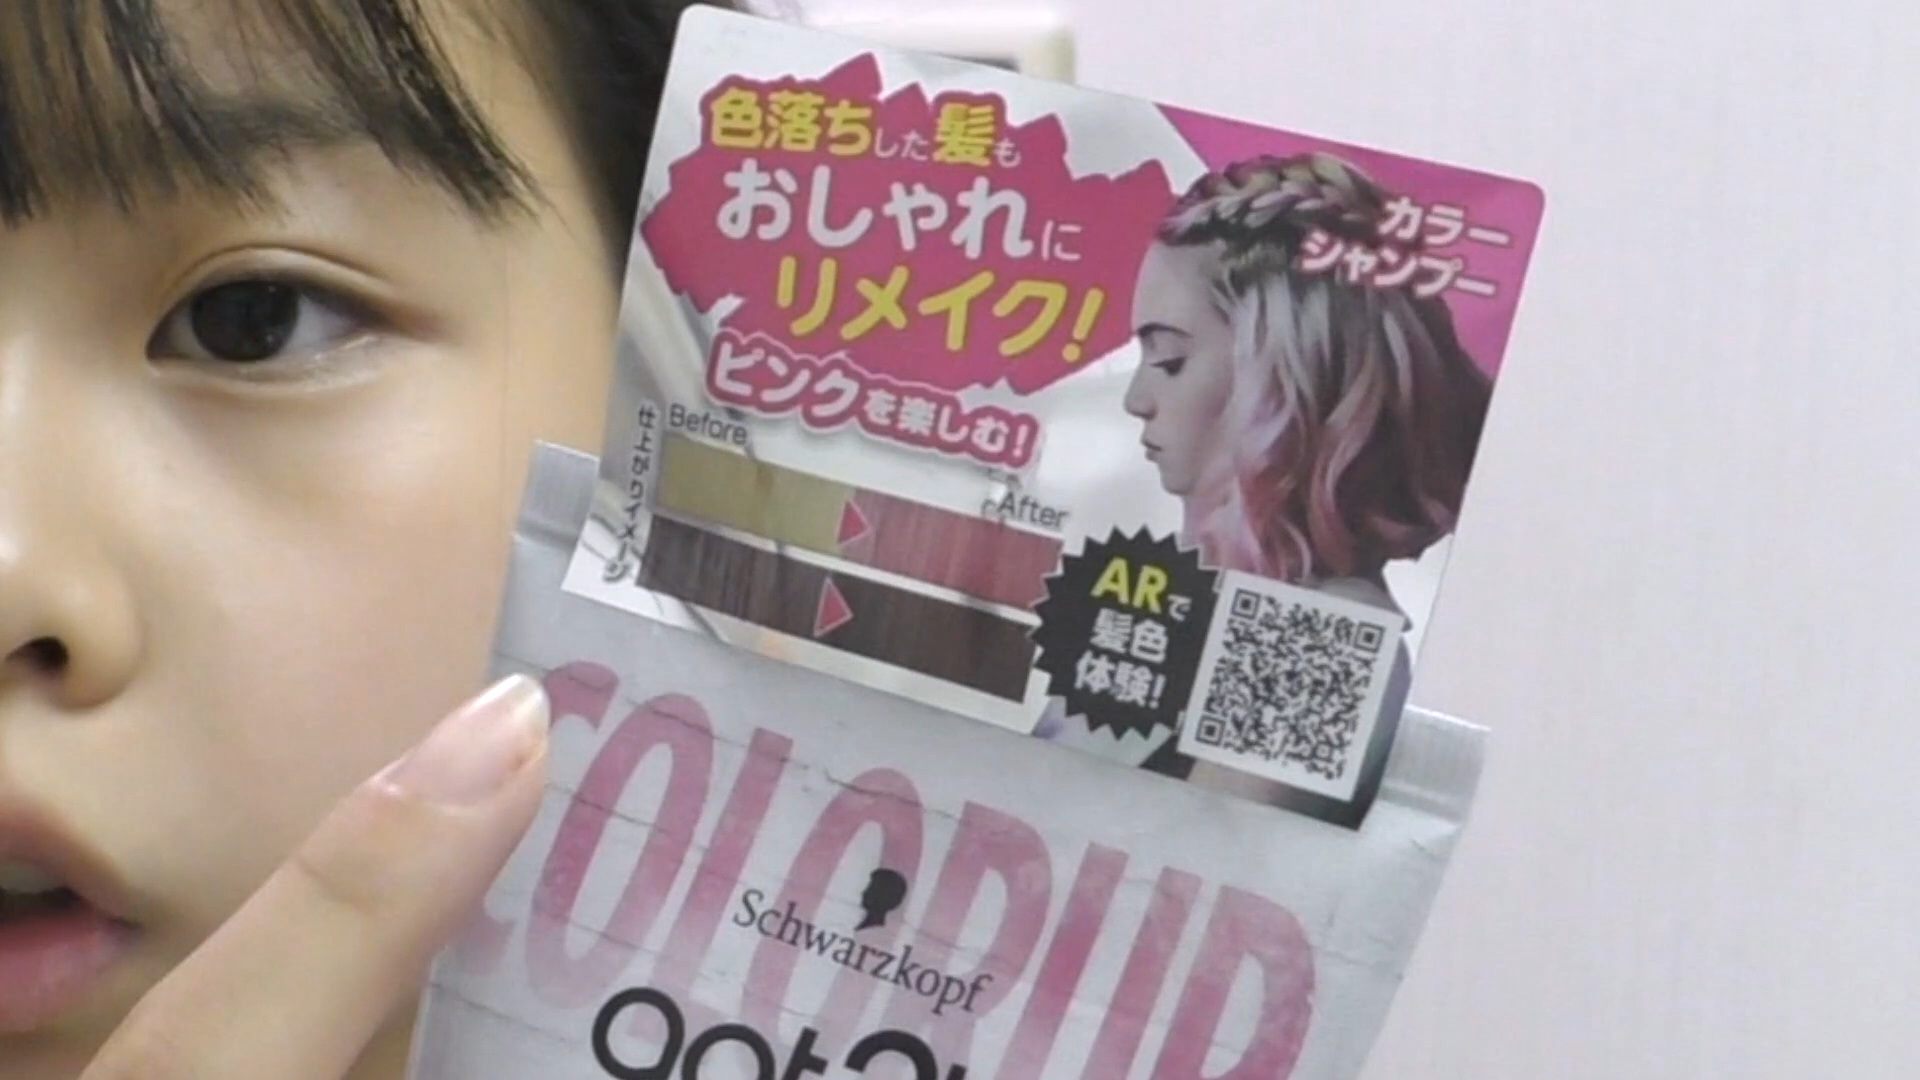 色落ちした髪も
おしゃれに
リメイク!
ピンクを楽しむ!
カラー
シャンプー
仕上がりイメージ
Before
After
ARで
髪色
体験!
COLORUP
Schwarzkopf
got2